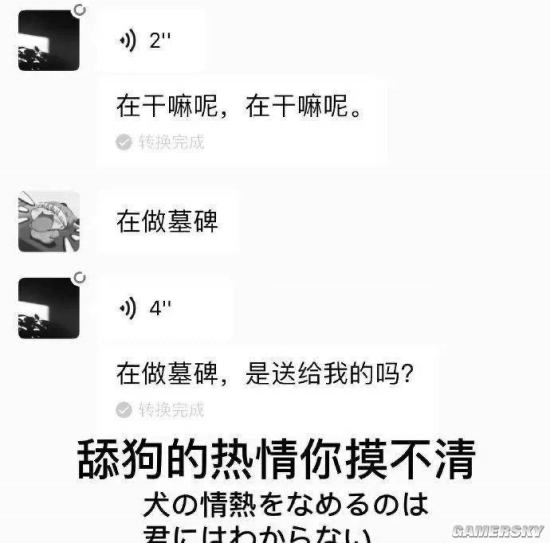 2''
在干嘛呢，在干嘛呢。
转换完成
在做墓碑
4''
在做墓碑，是送给我的吗？
转换完成
舔狗的热情你摸不清
犬の情熱をなめるのは
君にはわからない
GAMERSKY